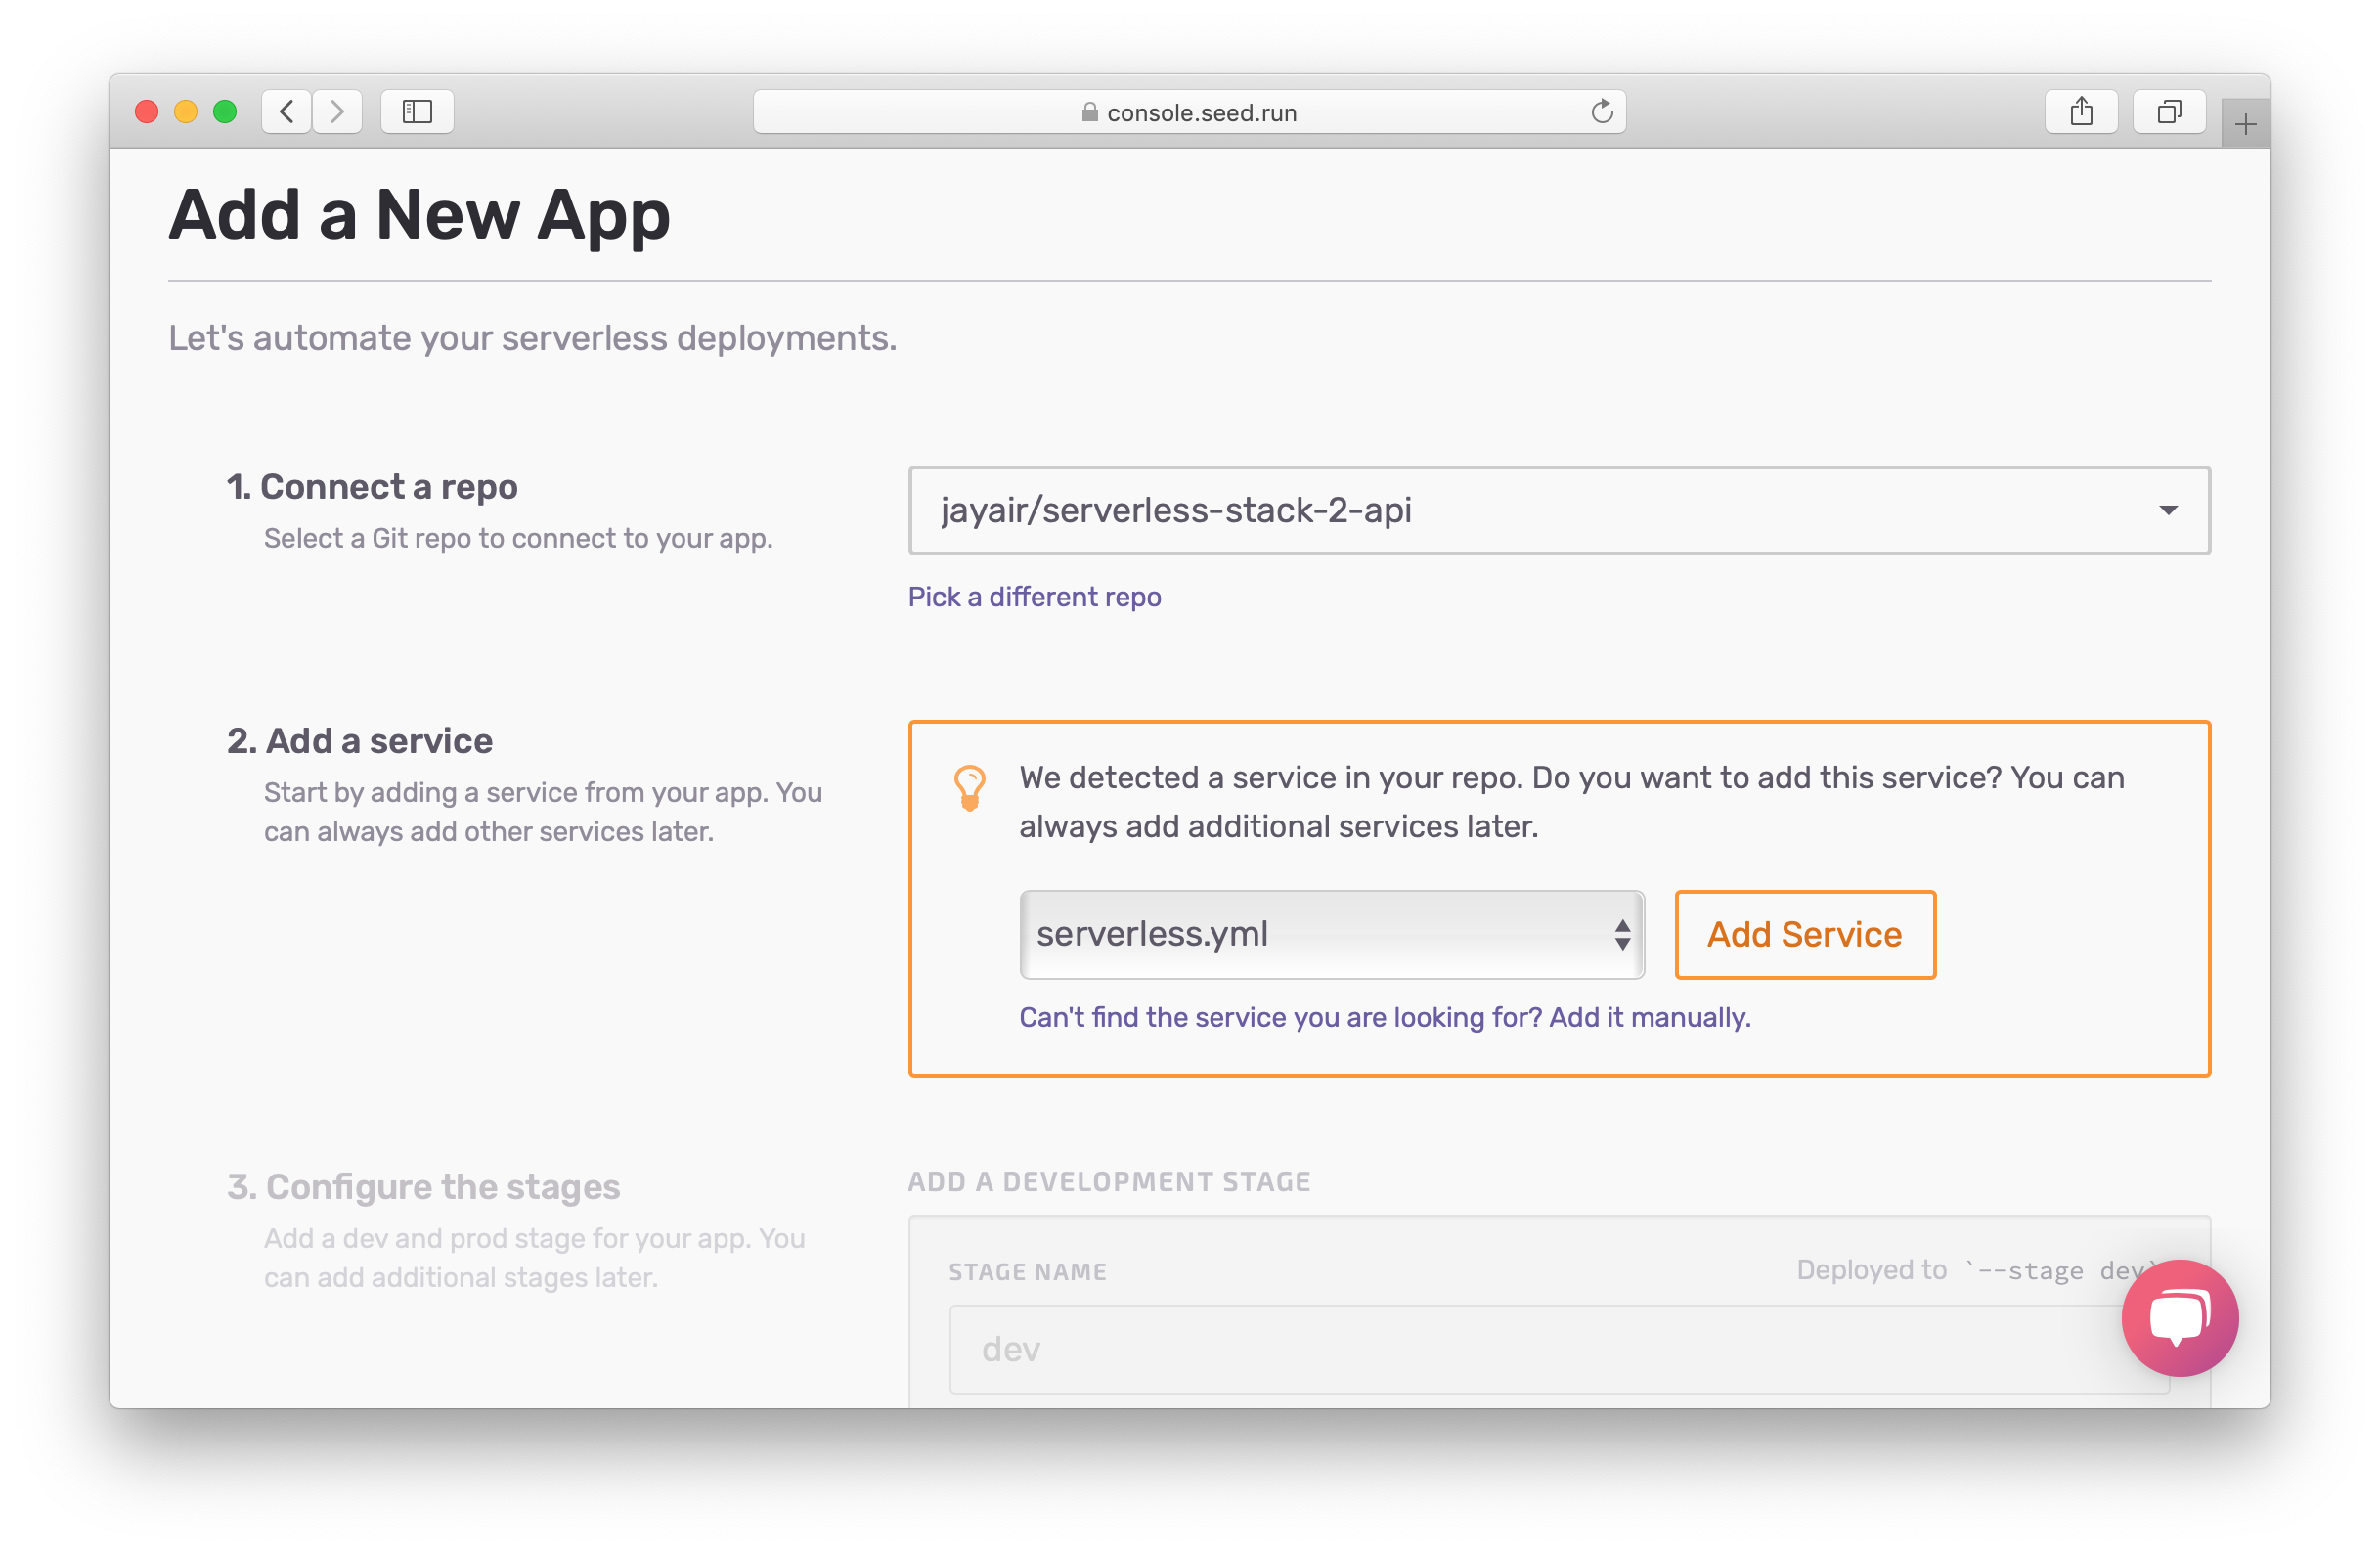 console.seed.run
Add a New App
Let's automate your serverless deployments.
1. Connect a repo
Select a Git repo to connect to your app.
jayair/serverless-stack-2-api
Pick a different repo
2. Add a service
Start by adding a service from your app. You
can always add other services later.
We detected a service in your repo. Do you want to add this service? You can
always add additional services later.
serverless.yml
Add Service
Can't find the service you are looking for? Add it manually.
3. Configure the stages
Add a dev and prod stage for your app. You
can add additional stages later.
ADD A DEVELOPMENT STAGE
STAGE NAME
Deployed to `--stage dev`
dev